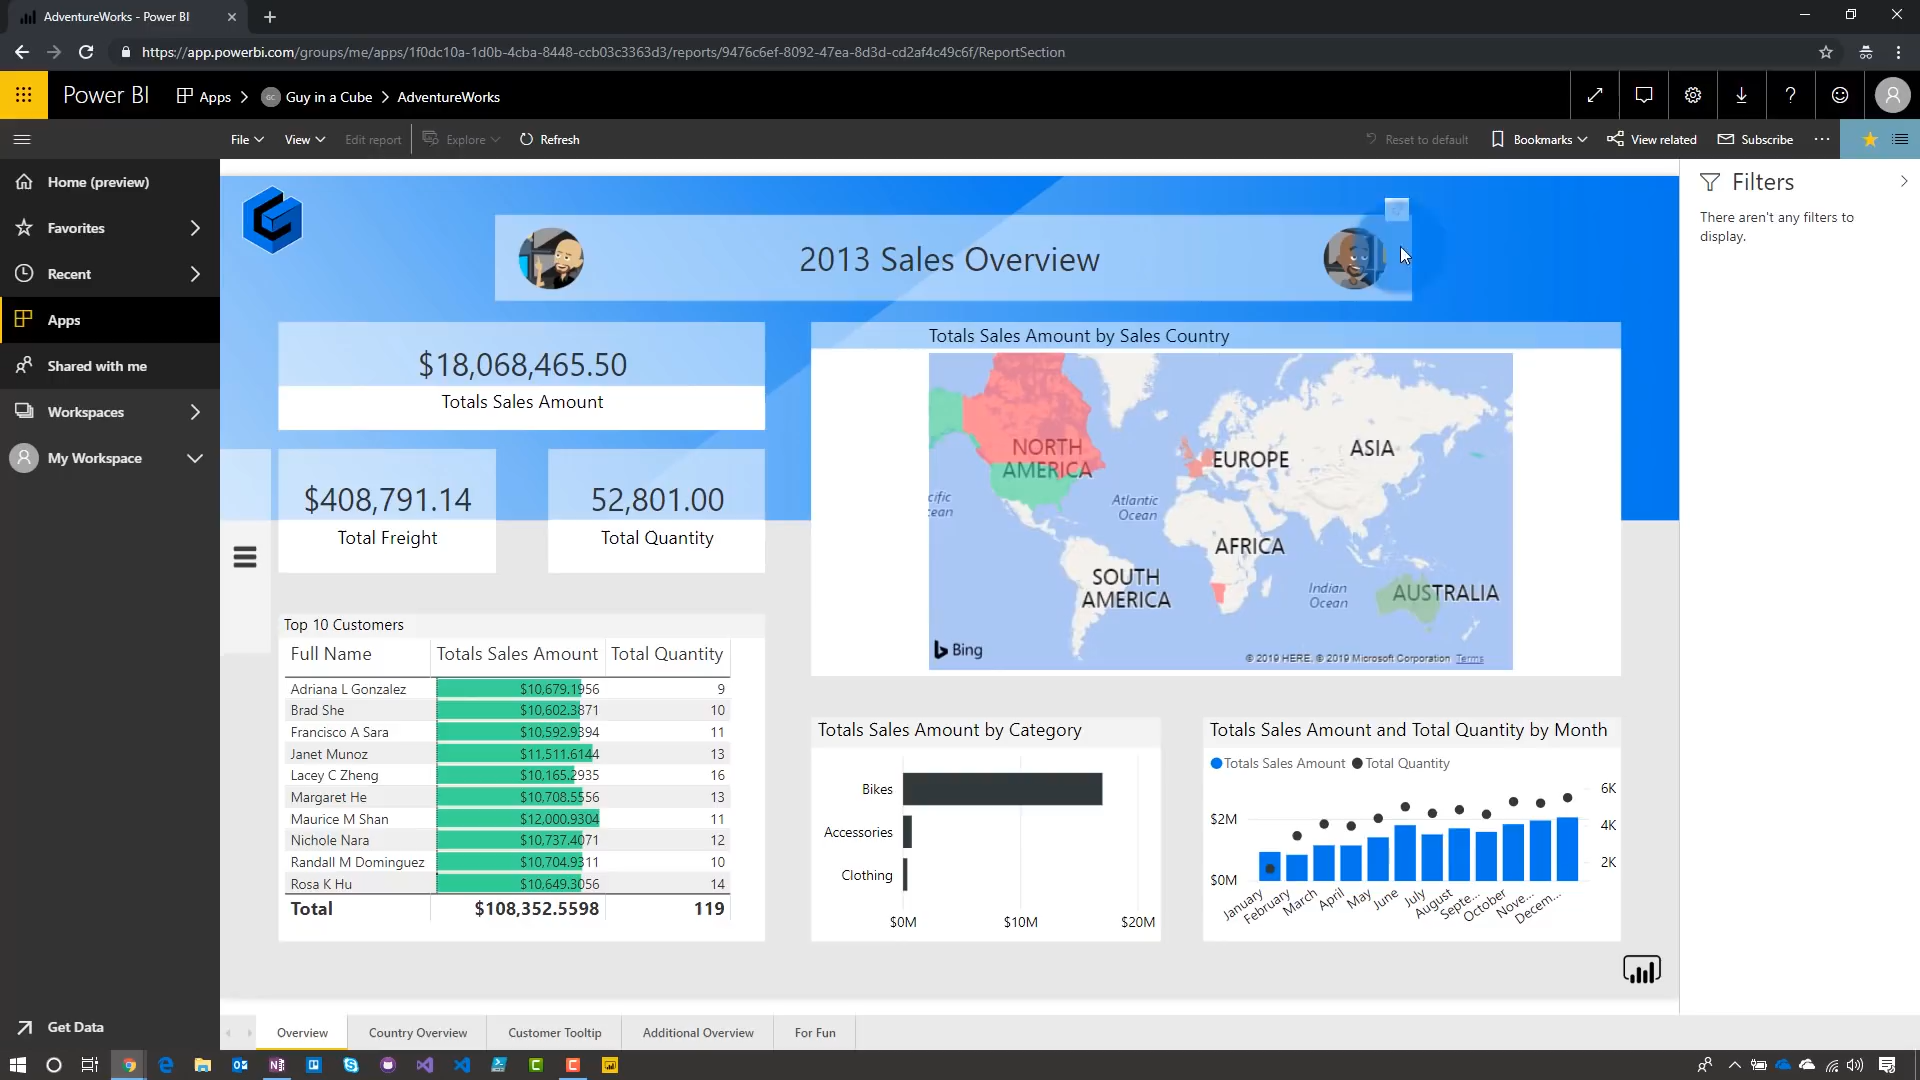 AdventureWorks - Power BI
https://app.powerbi.com/groups/me/apps/1f0dc10a-1d0b-4cba-8448-ccb03c3363d3/reports/9476c6ef-8092-47ea-8d3d-cd2af4c49c6f/ReportSection
Power BI
Apps
GC
Guy in a Cube
AdventureWorks
File
View
Edit report
Explore
Refresh
Reset to default
Bookmarks
View related
Subscribe
Home (preview)
Favorites
Recent
Apps
Shared with me
Workspaces
My Workspace
Get Data
2013 Sales Overview
$18,068,465.50
Totals Sales Amount
$408,791.14
Total Freight
52,801.00
Total Quantity
Top 10 Customers
Full Name Totals Sales Amount Total Quantity
Adriana L Gonzalez $10,679.1956 9
Brad She $10,602.3871 10
Francisco A Sara $10,592.9394 11
Janet Munoz $11,511.6144 13
Lacey C Zheng $10,165.2935 16
Margaret He $10,708.5556 13
Maurice M Shan $12,000.9304 11
Nichole Nara $10,737.4071 12
Randall M Dominguez $10,704.9311 10
Rosa K Hu $10,649.3056 14
Total $108,352.5598 119
Totals Sales Amount by Sales Country
NORTH
AMERICA
EUROPE
ASIA
cific
cean
Atlantic
Ocean
AFRICA
SOUTH
AMERICA
Indian
Ocean
AUSTRALIA
Bing
© 2019 HERE, © 2019 Microsoft Corporation Terms
Totals Sales Amount by Category
Bikes
Accessories
Clothing
$0M $10M $20M
Totals Sales Amount and Total Quantity by Month
Totals Sales Amount Total Quantity
$2M
$0M
6K
4K
2K
January
February
March
April
May
June
July
August
Septe...
October
Nove...
Decem...
Filters
There aren't any filters to
display.
Overview
Country Overview
Customer Tooltip
Additional Overview
For Fun